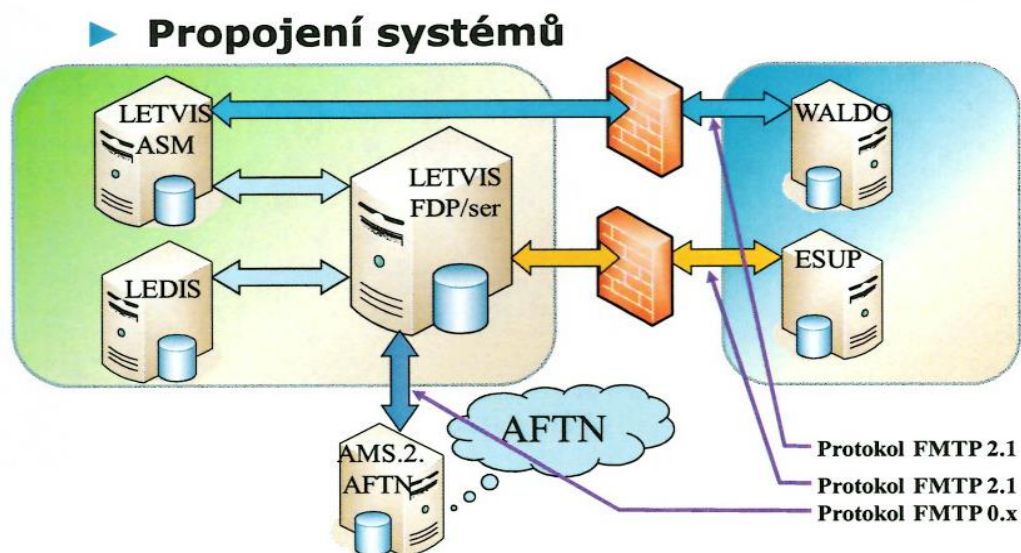 Propojení systémů
LETVIS
ASM
WALDO
LETVIS
FDP/ser
LEDIS
ESUP
AFTN
AMS.2.
AFTN
Protokol FMTP 2.1
Protokol FMTP 2.1
Protokol FMTP 0.x